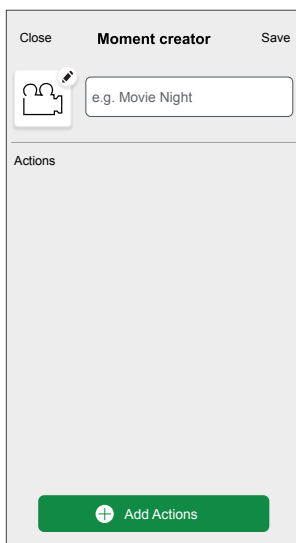 Close Moment creator Save
e.g. Movie Night
Actions
Add Actions